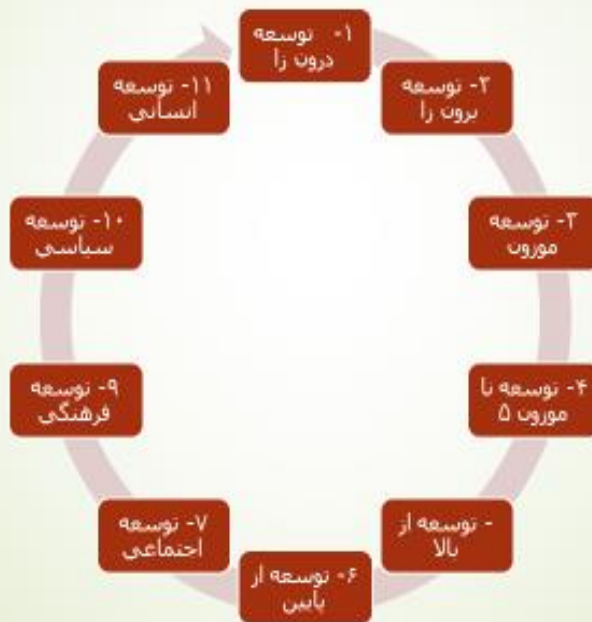 ۱- توسعه
درون زا
۲- توسعه
برون زا
۳- توسعه
موزون
۴- توسعه نا
موزون ۵
- توسعه از
بالا
۶- توسعه از
پایین
۷- توسعه
اجتماعی
۹- توسعه
فرهنگی
۱۰- توسعه
سیاسی
۱۱- توسعه
انسانی